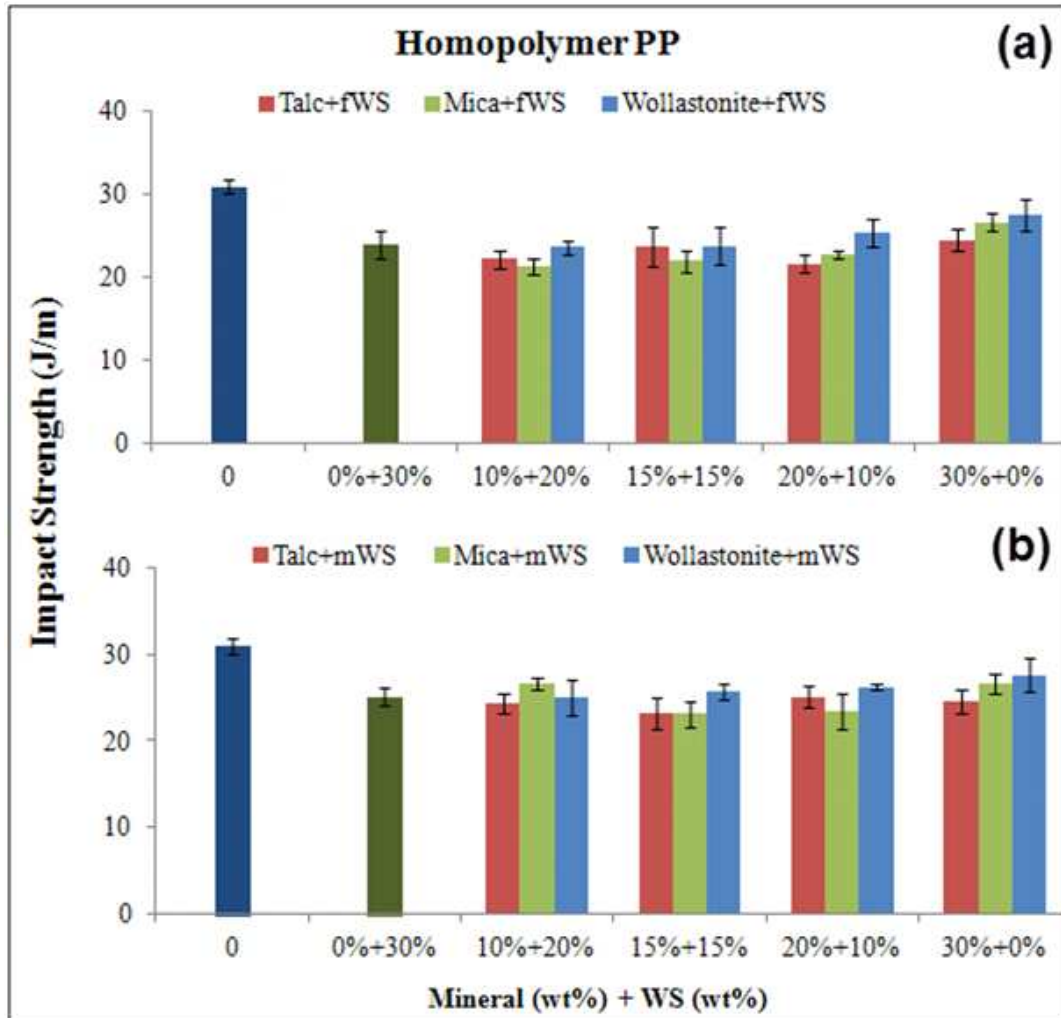 Homopolymer PP
(a)
Talc+fWS Mica+fWS Wollastonite+fWS
40
30
20
10
0
0 0%+30% 10%+20% 15%+15% 20%+10% 30%+0%
Impact Strength (J/m)
(b)
Talc+mWS Mica+mWS Wollastonite+mWS
40
30
20
10
0
0 0%+30% 10%+20% 15%+15% 20%+10% 30%+0%
Mineral (wt%) + WS (wt%)